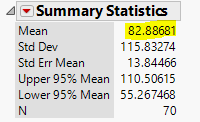 Summary Statistics
Mean 82.88681
Std Dev 115.83274
Std Err Mean 13.84466
Upper 95% Mean 110.50615
Lower 95% Mean 55.267468
N 70